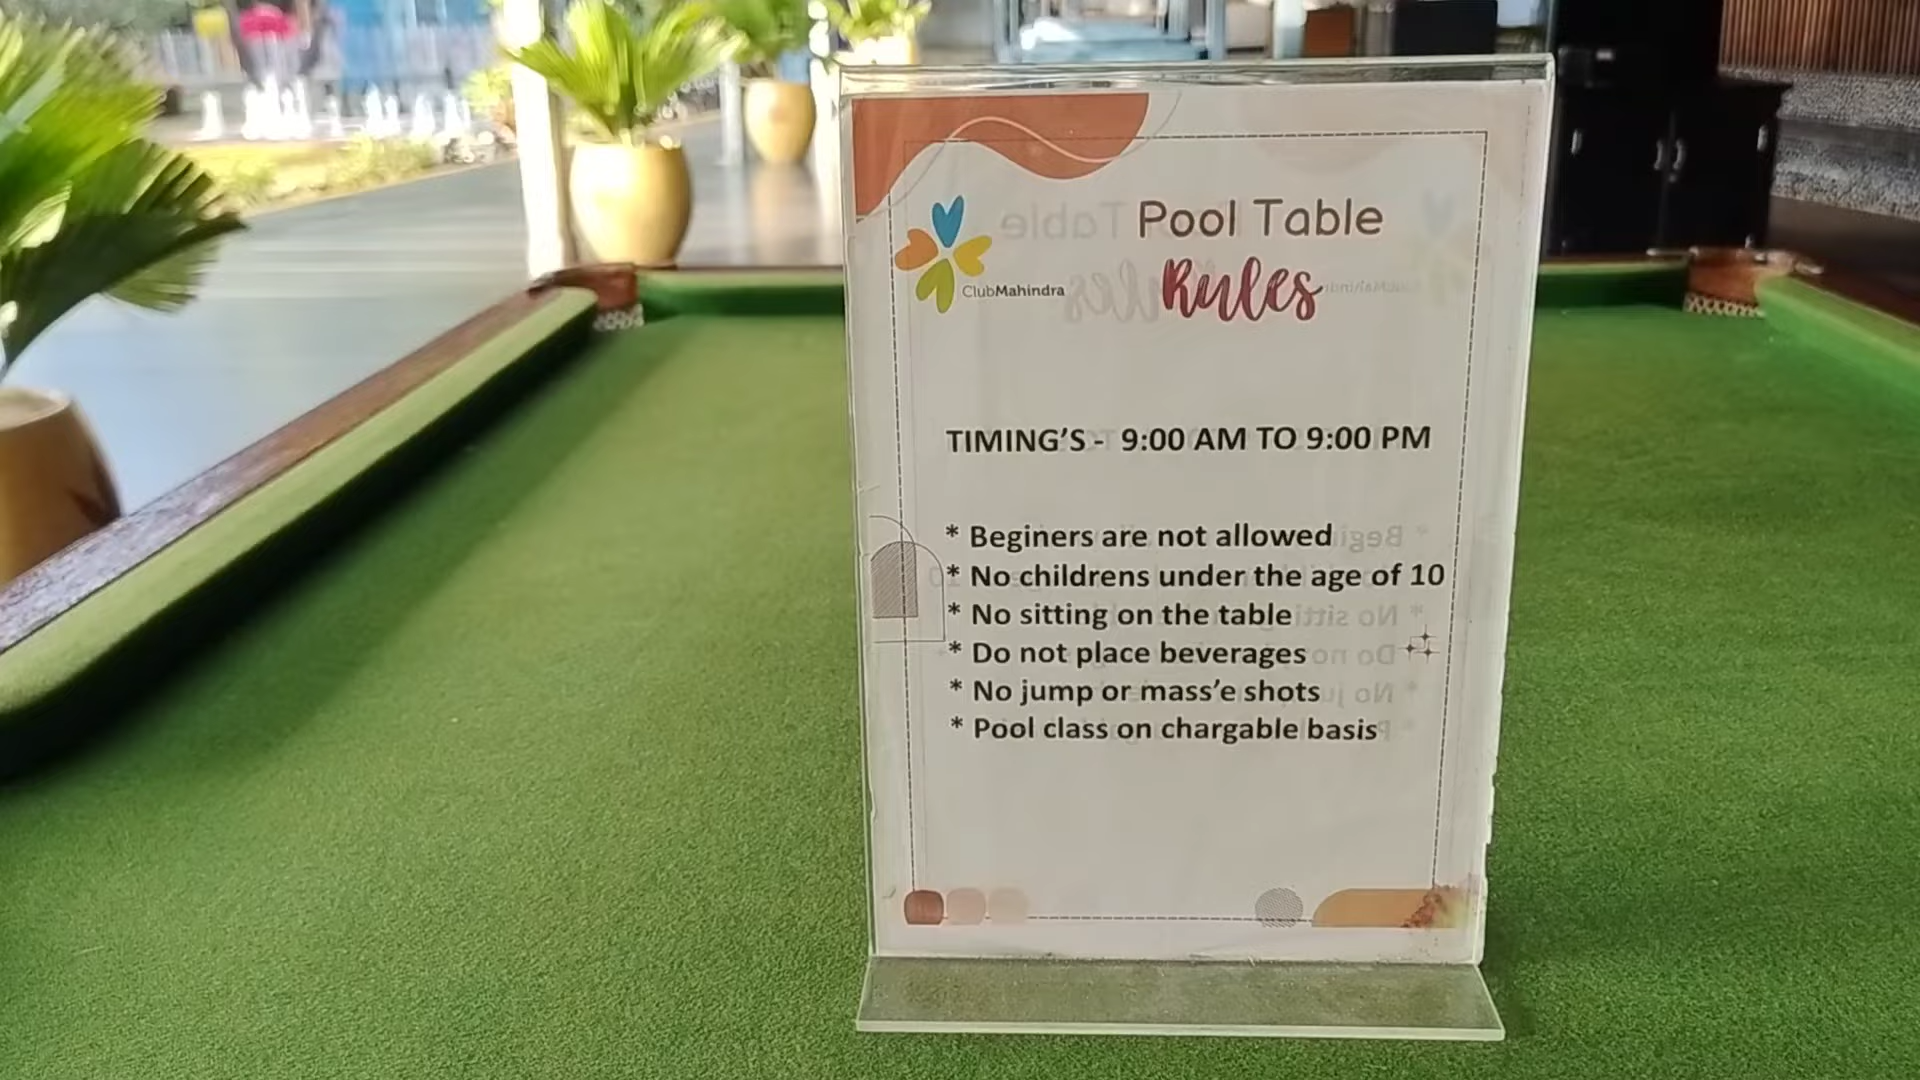 Pool Table
Rules
ClubMahindra
TIMING'S - 9:00 AM TO 9:00 PM
* Beginers are not allowed
* No childrens under the age of 10
* No sitting on the table
* Do not place beverages
* No jump or mass'e shots
* Pool class on chargable basis